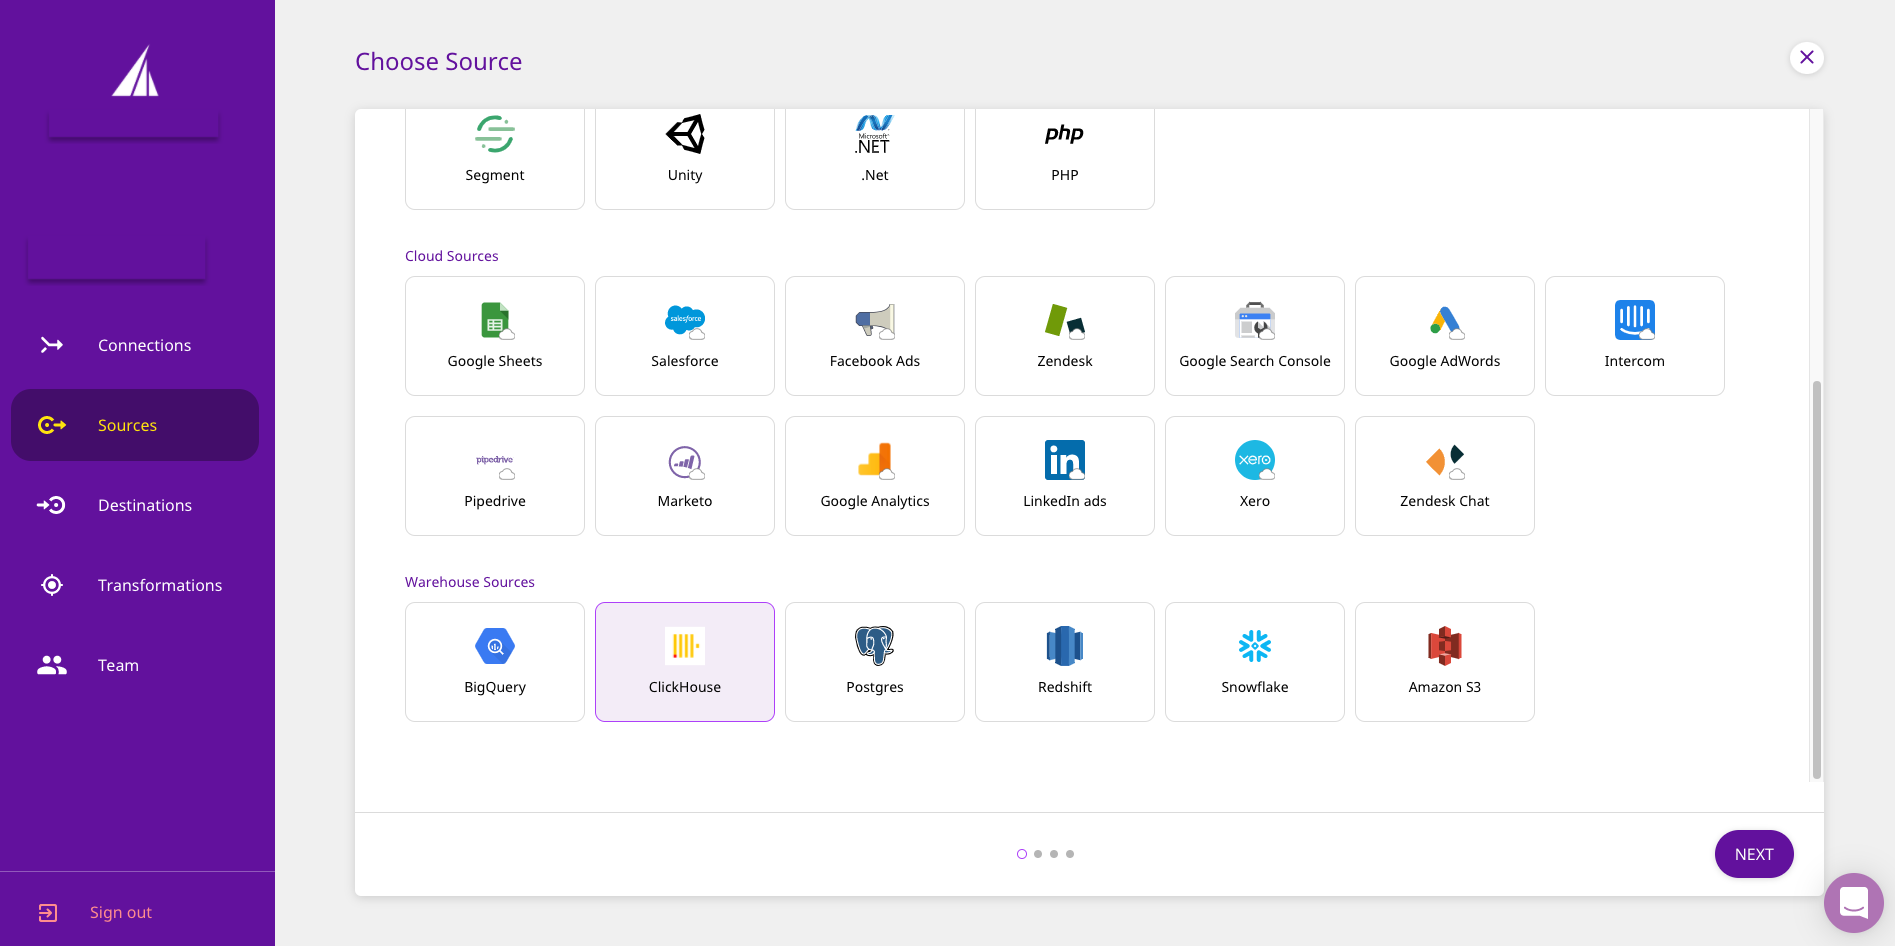 Choose Source
Connections
Sources
Destinations
Transformations
Team
Sign out
php
Microsoft
.NET
Segment
Unity
.Net
PHP
Cloud Sources
salesforce
Google Sheets
Salesforce
Facebook Ads
Zendesk
Google Search Console
Google AdWords
Intercom
pipedrive
in
xero
Pipedrive
Marketo
Google Analytics
LinkedIn ads
Xero
Zendesk Chat
Warehouse Sources
BigQuery
ClickHouse
Postgres
Redshift
Snowflake
Amazon S3
NEXT